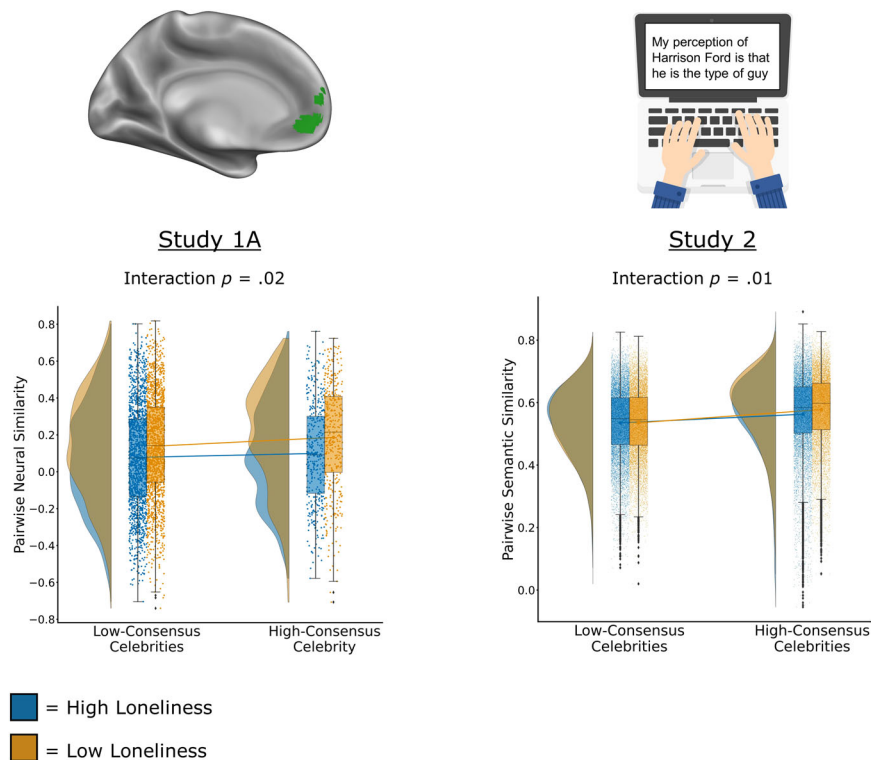 My perception of
Harrison Ford is that
he is the type of guy
Study 1A
Interaction p = .02
Pairwise Neural Similarity
0.8
0.6
0.4
0.2
0.0
−0.2
−0.4
−0.6
−0.8
Low-Consensus
Celebrities
High-Consensus
Celebrity
Study 2
Interaction p = .01
Pairwise Semantic Similarity
0.8
0.6
0.4
0.2
0.0
Low-Consensus
Celebrities
High-Consensus
Celebrities
= High Loneliness
= Low Loneliness